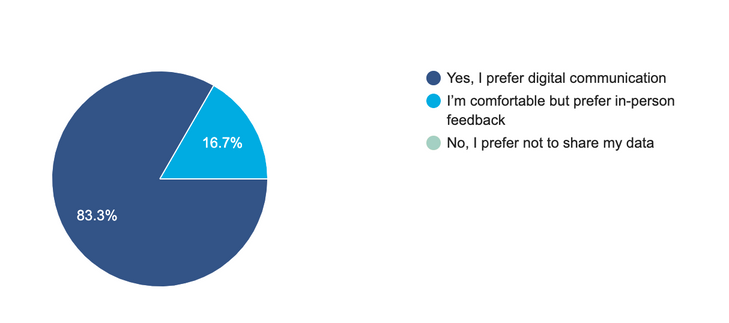 Yes, I prefer digital communication
I'm comfortable but prefer in-person
feedback
16.7%
No, I prefer not to share my data
83.3%